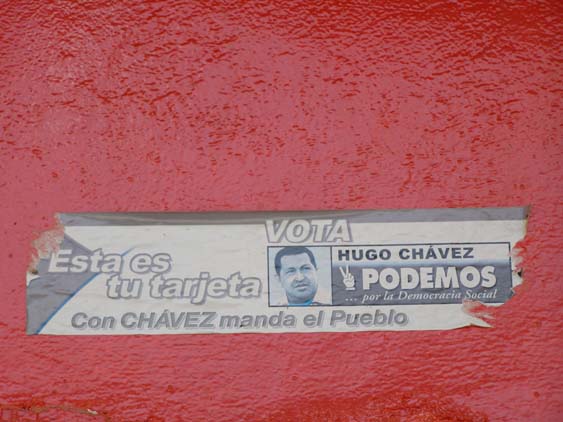 VOTA
Esta es
tu tarjeta
HUGO CHÁVEZ
PODEMOS
... por la Democracia Social
Con CHÁVEZ manda el Pueblo